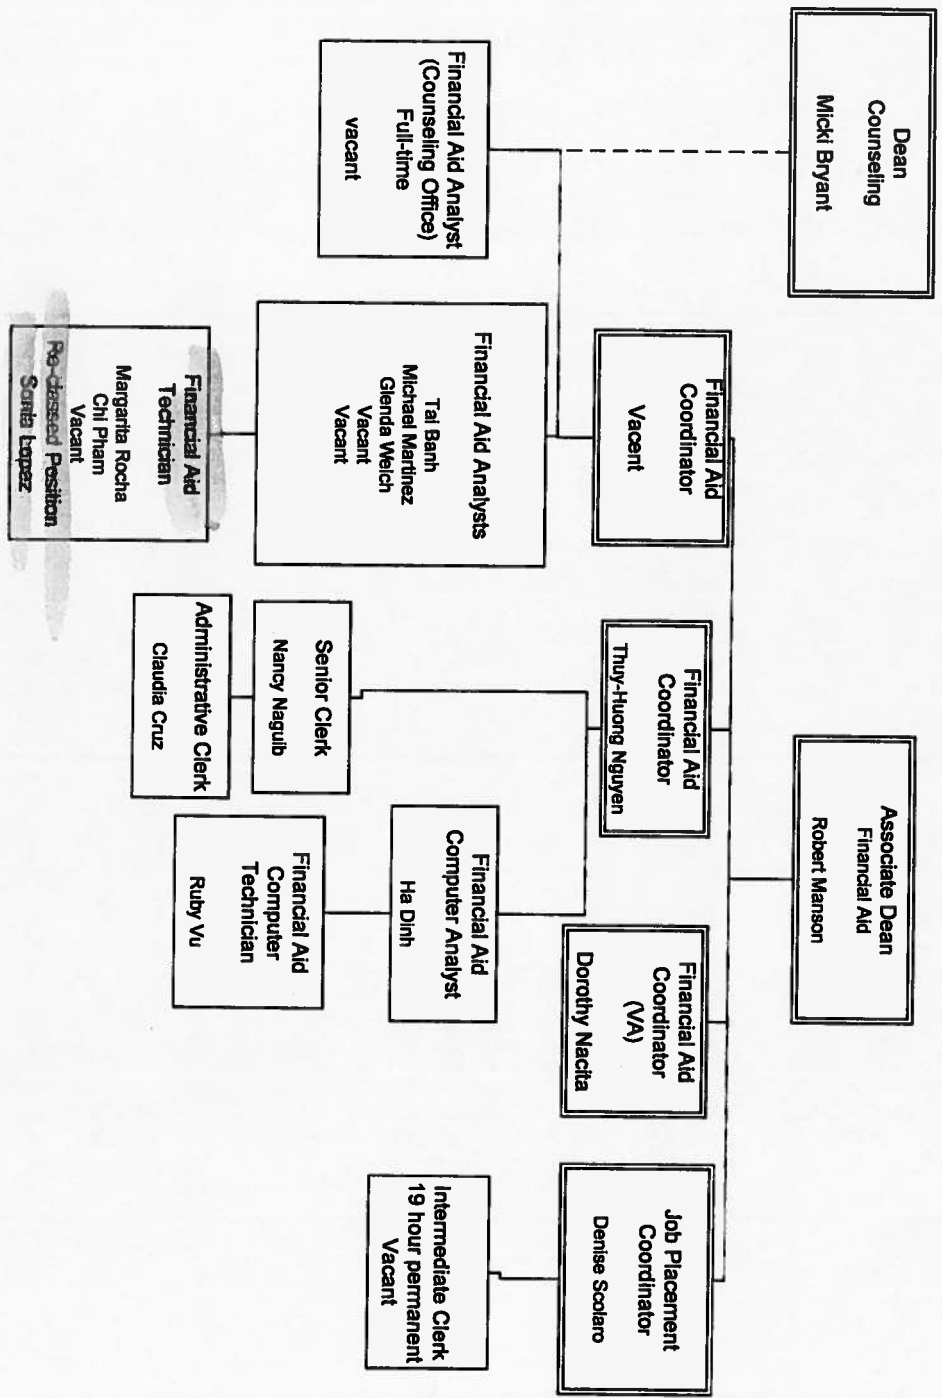 Dean
Counseling
Micki Bryant
Associate Dean
Financial Aid
Robert Manson
Financial Aid
Coordinator
Vacent
Financial Aid
Coordinator
Thuy-Huong Nguyen
Financial Aid
Coordinator
(VA)
Dorothy Nacita
Job Placement
Coordinator
Denise Scolaro
Financial Aid Analyst
(Counseling Office)
Full-time
vacant
Financial Aid Analysts
Tai Banh
Michael Martinez
Glenda Welch
Vacant
Vacant
Senior Clerk
Nancy Naguib
Financial Aid
Computer Analyst
Ha Dinh
Intermediate Clerk
19 hour permanent
Vacant
Financial Aid
Technician
Margarita Rocha
Chi Pham
Vacant
Re-classed Position
Sonia Lopez
Administrative Clerk
Claudia Cruz
Financial Aid
Computer
Technician
Ruby Vu